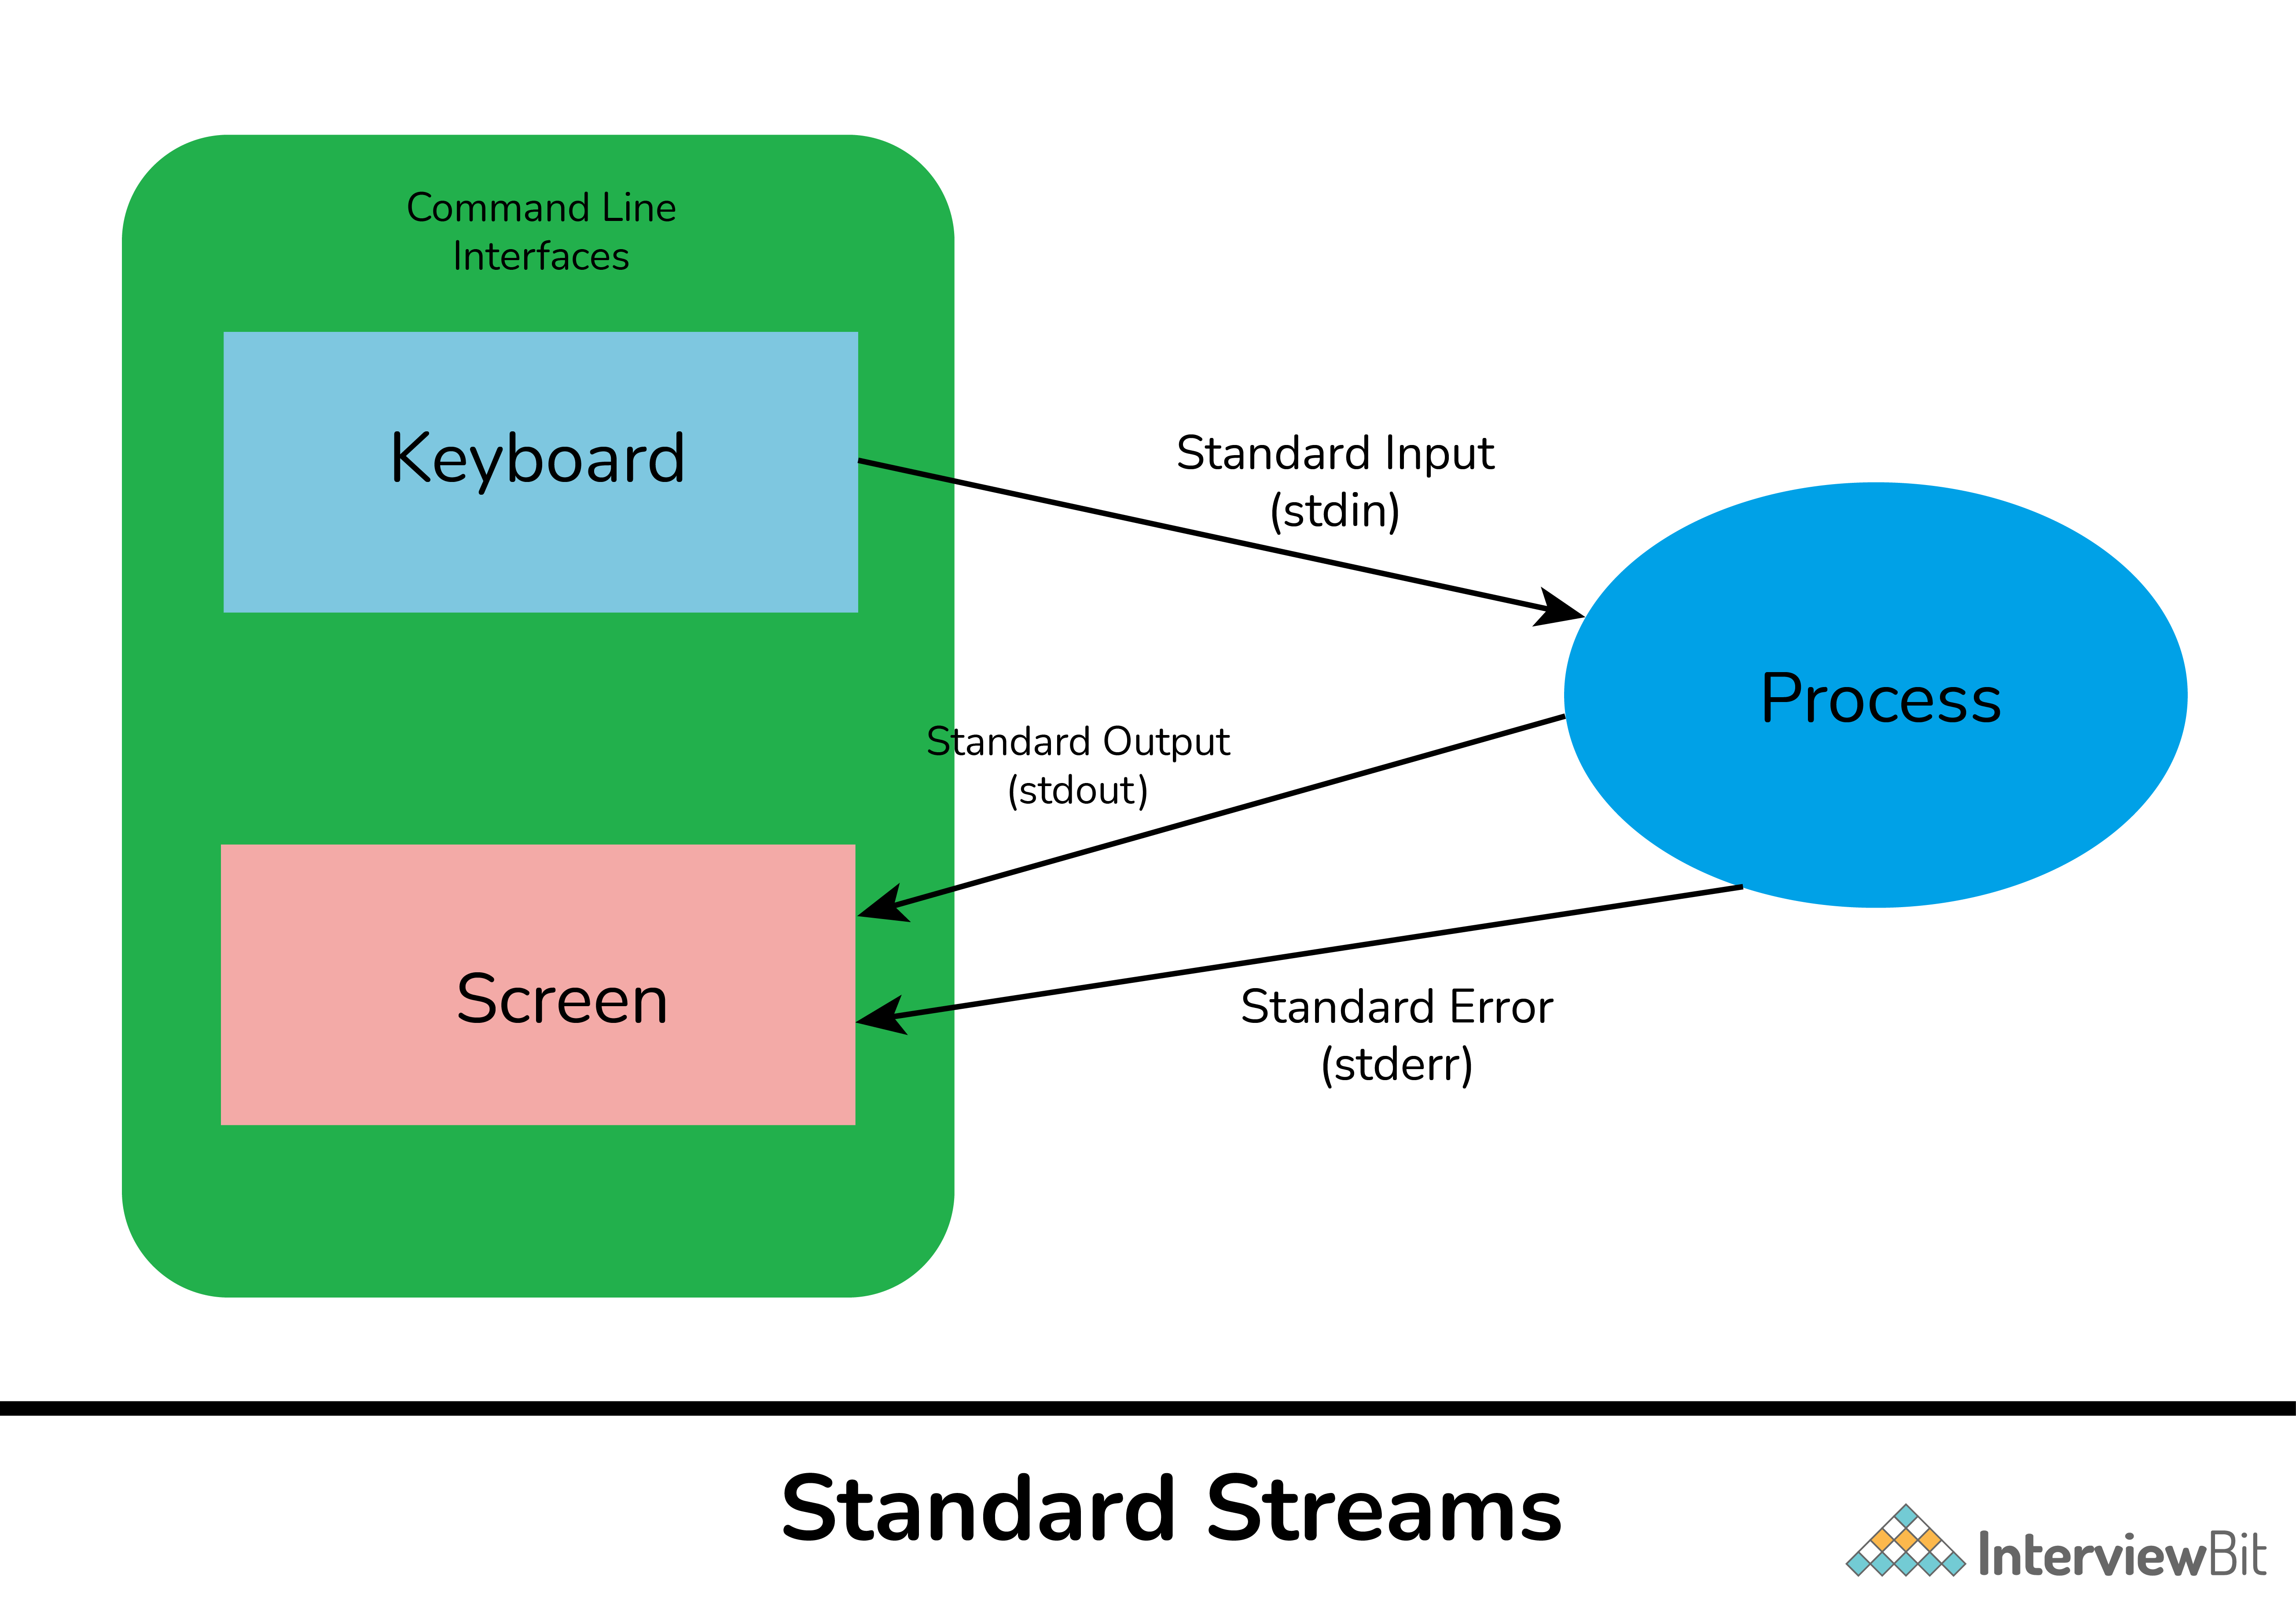 Command Line
Interfaces
Keyboard
Standard Input
(stdin)
Process
Standard Output
(stdout)
Screen
Standard Error
(stderr)
Standard Streams
InterviewBit